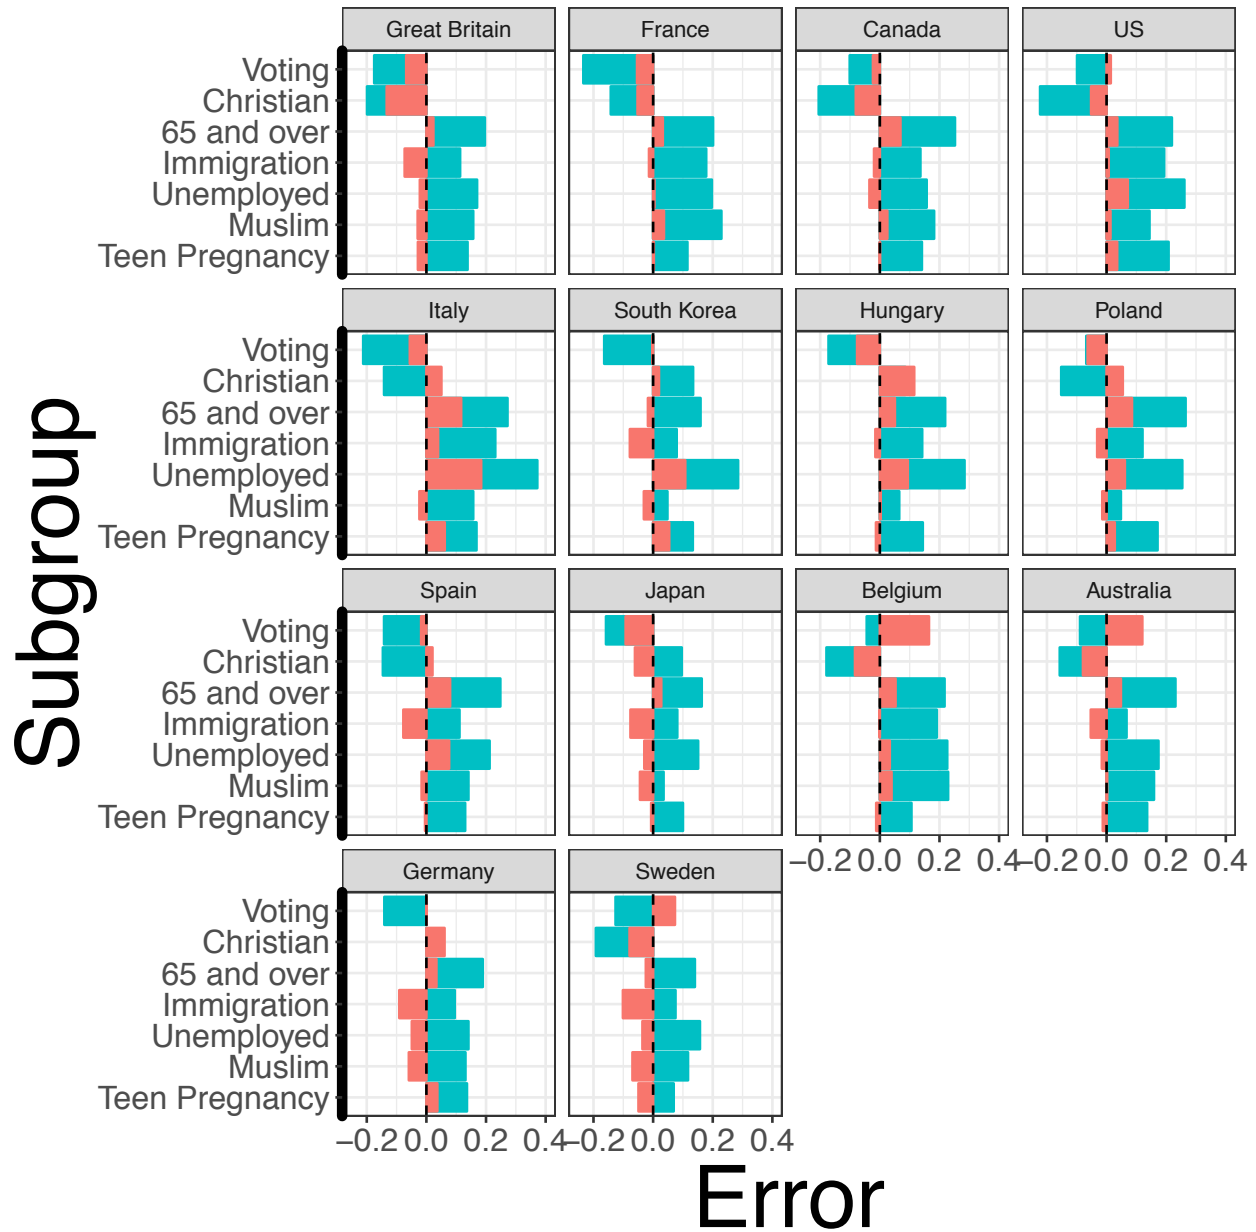 Great Britain France Canada US
Voting
Christian
65 and over
Immigration
Unemployed
Muslim
Teen Pregnancy
Italy South Korea Hungary Poland
Voting
Christian
65 and over
Immigration
Unemployed
Muslim
Teen Pregnancy
Subgroup
Spain Japan Belgium Australia
Voting
Christian
65 and over
Immigration
Unemployed
Muslim
Teen Pregnancy
−0.2 0.0 0.2 0.4 −0.2 0.0 0.2 0.4
Germany Sweden
Voting
Christian
65 and over
Immigration
Unemployed
Muslim
Teen Pregnancy
−0.2 0.0 0.2 0.4 −0.2 0.0 0.2 0.4
Error